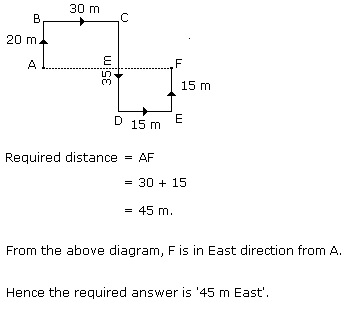 30 m
B C
20 m
A F
35 m
15 m
D 15 m E
Required distance = AF
= 30 + 15
= 45 m.
From the above diagram, F is in East direction from A.
Hence the required answer is '45 m East'.